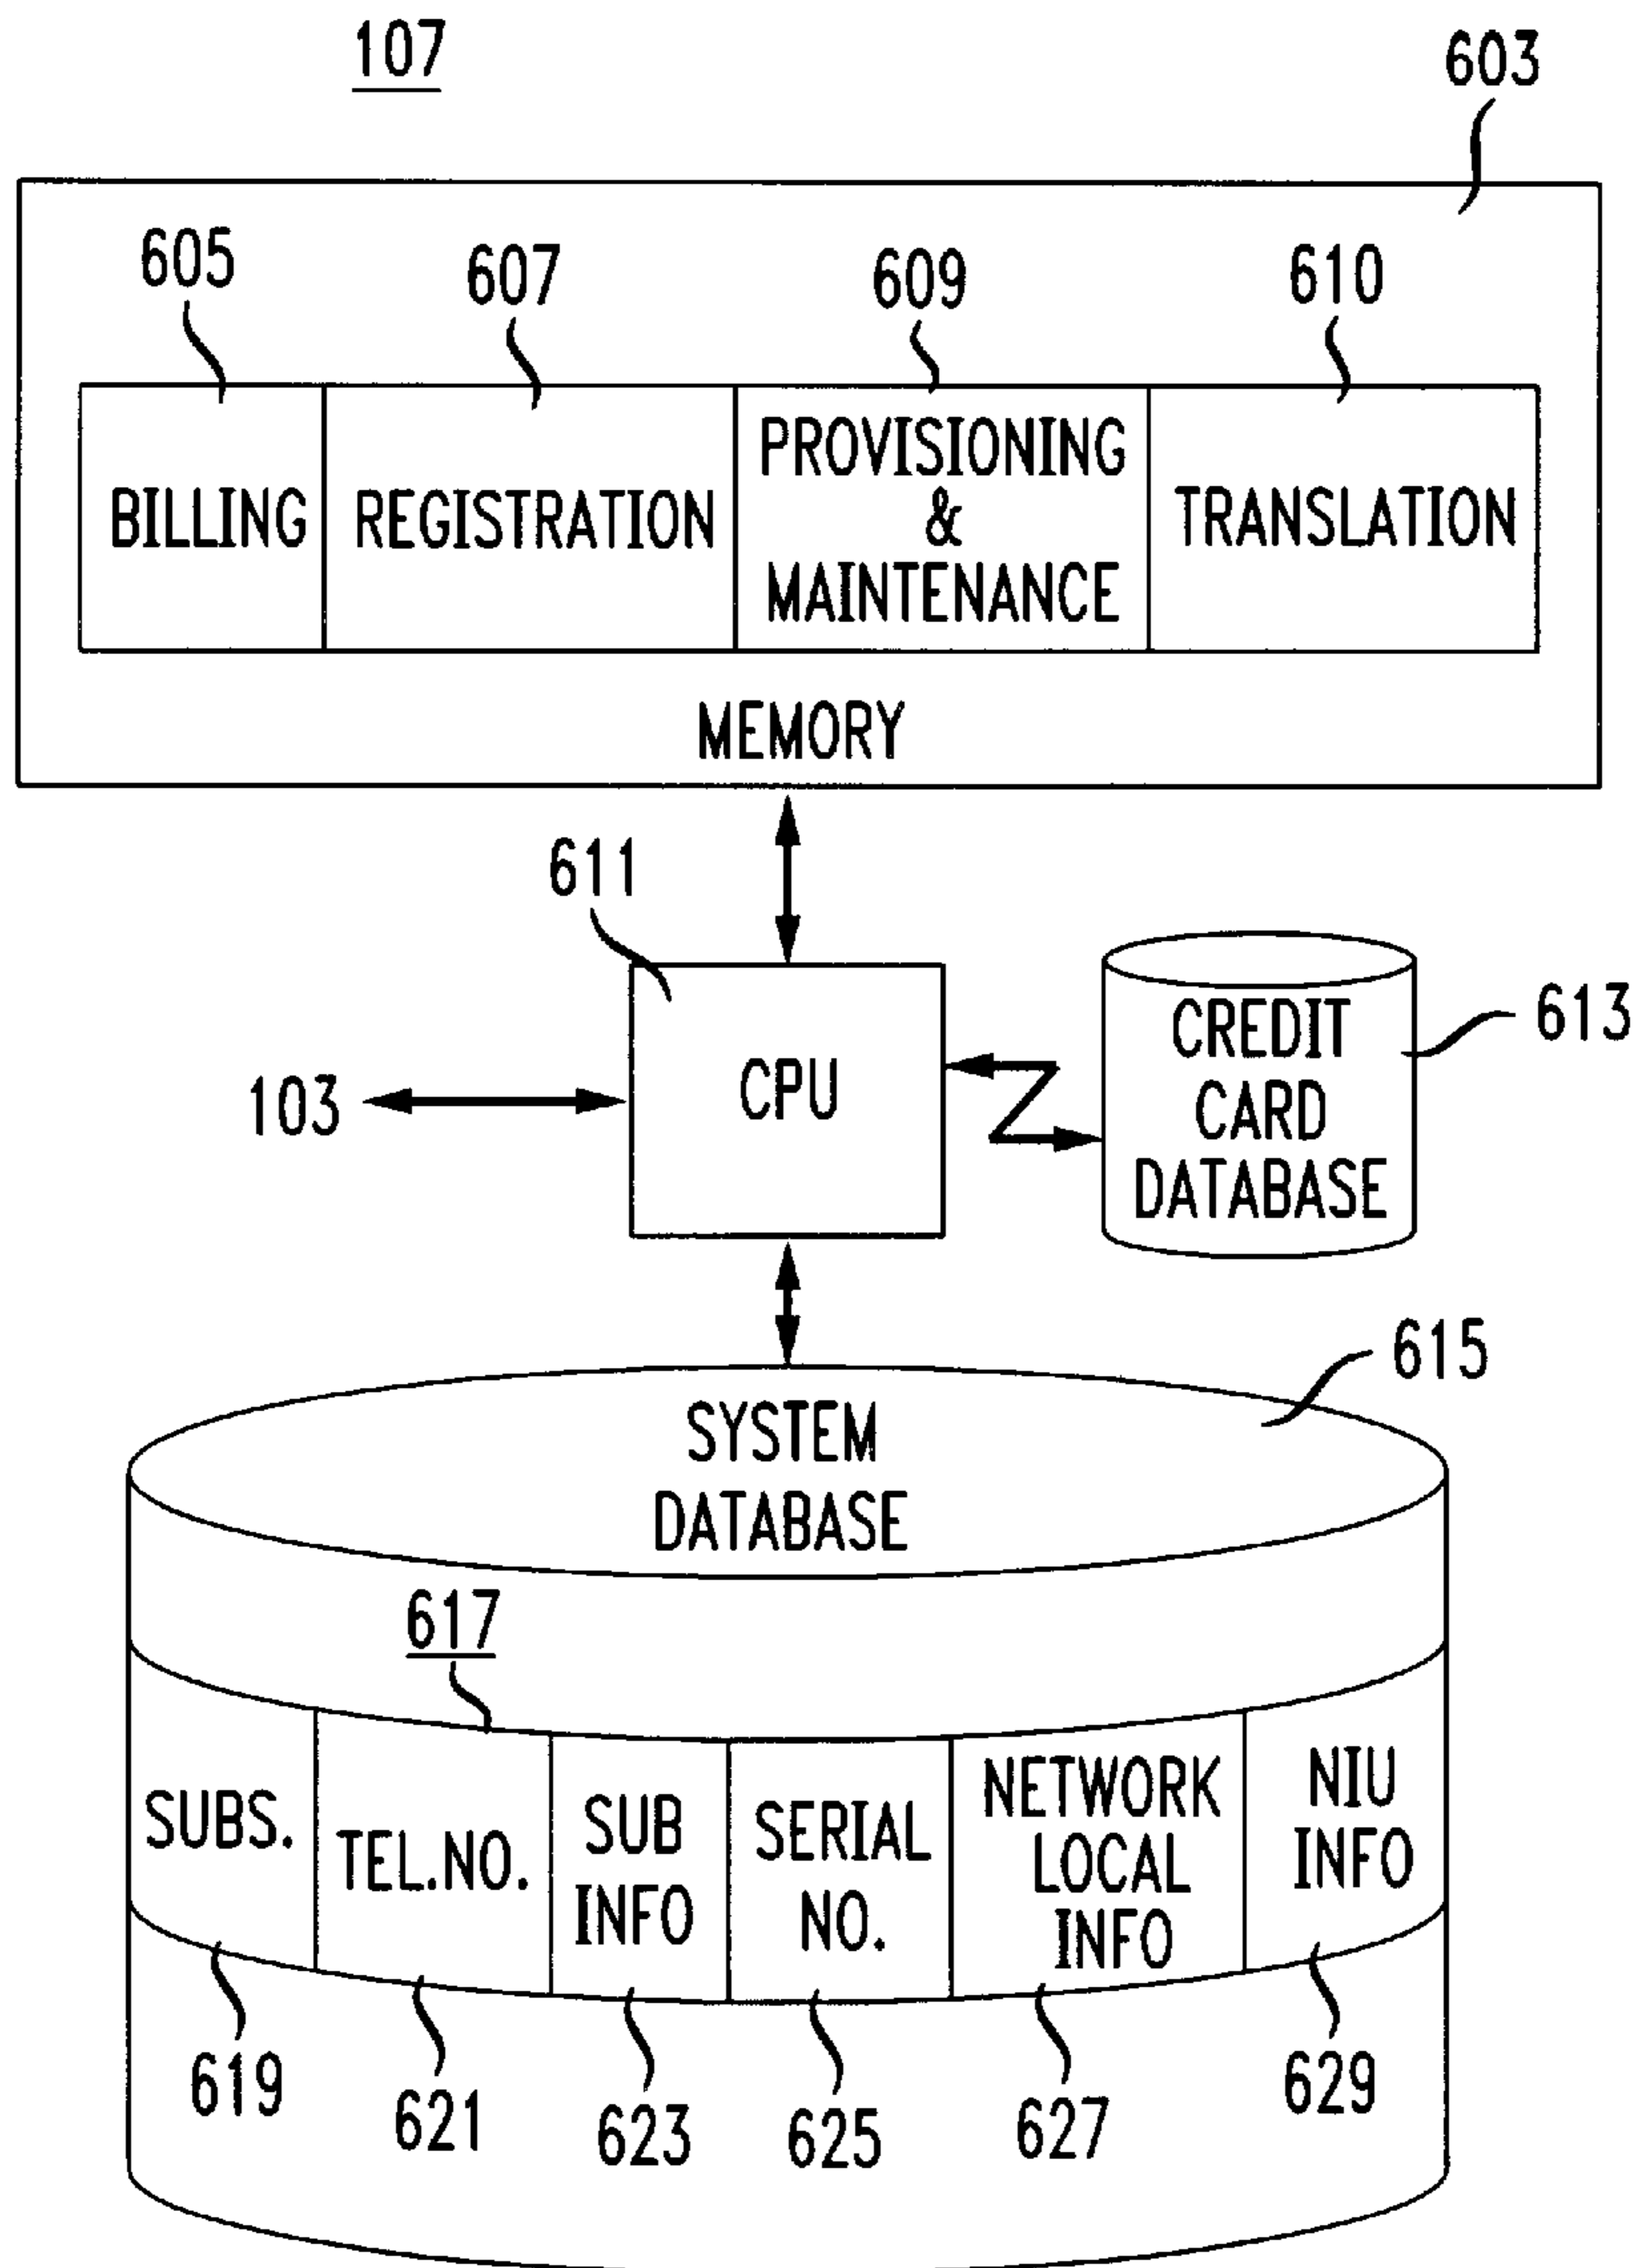 107
603
605
607
609
610
BILLING
REGISTRATION
PROVISIONING
&
MAINTENANCE
TRANSLATION
MEMORY
611
CPU
103
CREDIT
CARD
DATABASE
613
615
SYSTEM
DATABASE
617
SUBS.
TEL.NO.
SUB
INFO
SERIAL
NO.
NETWORK
LOCAL
INFO
NIU
INFO
619
621
623
625
627
629